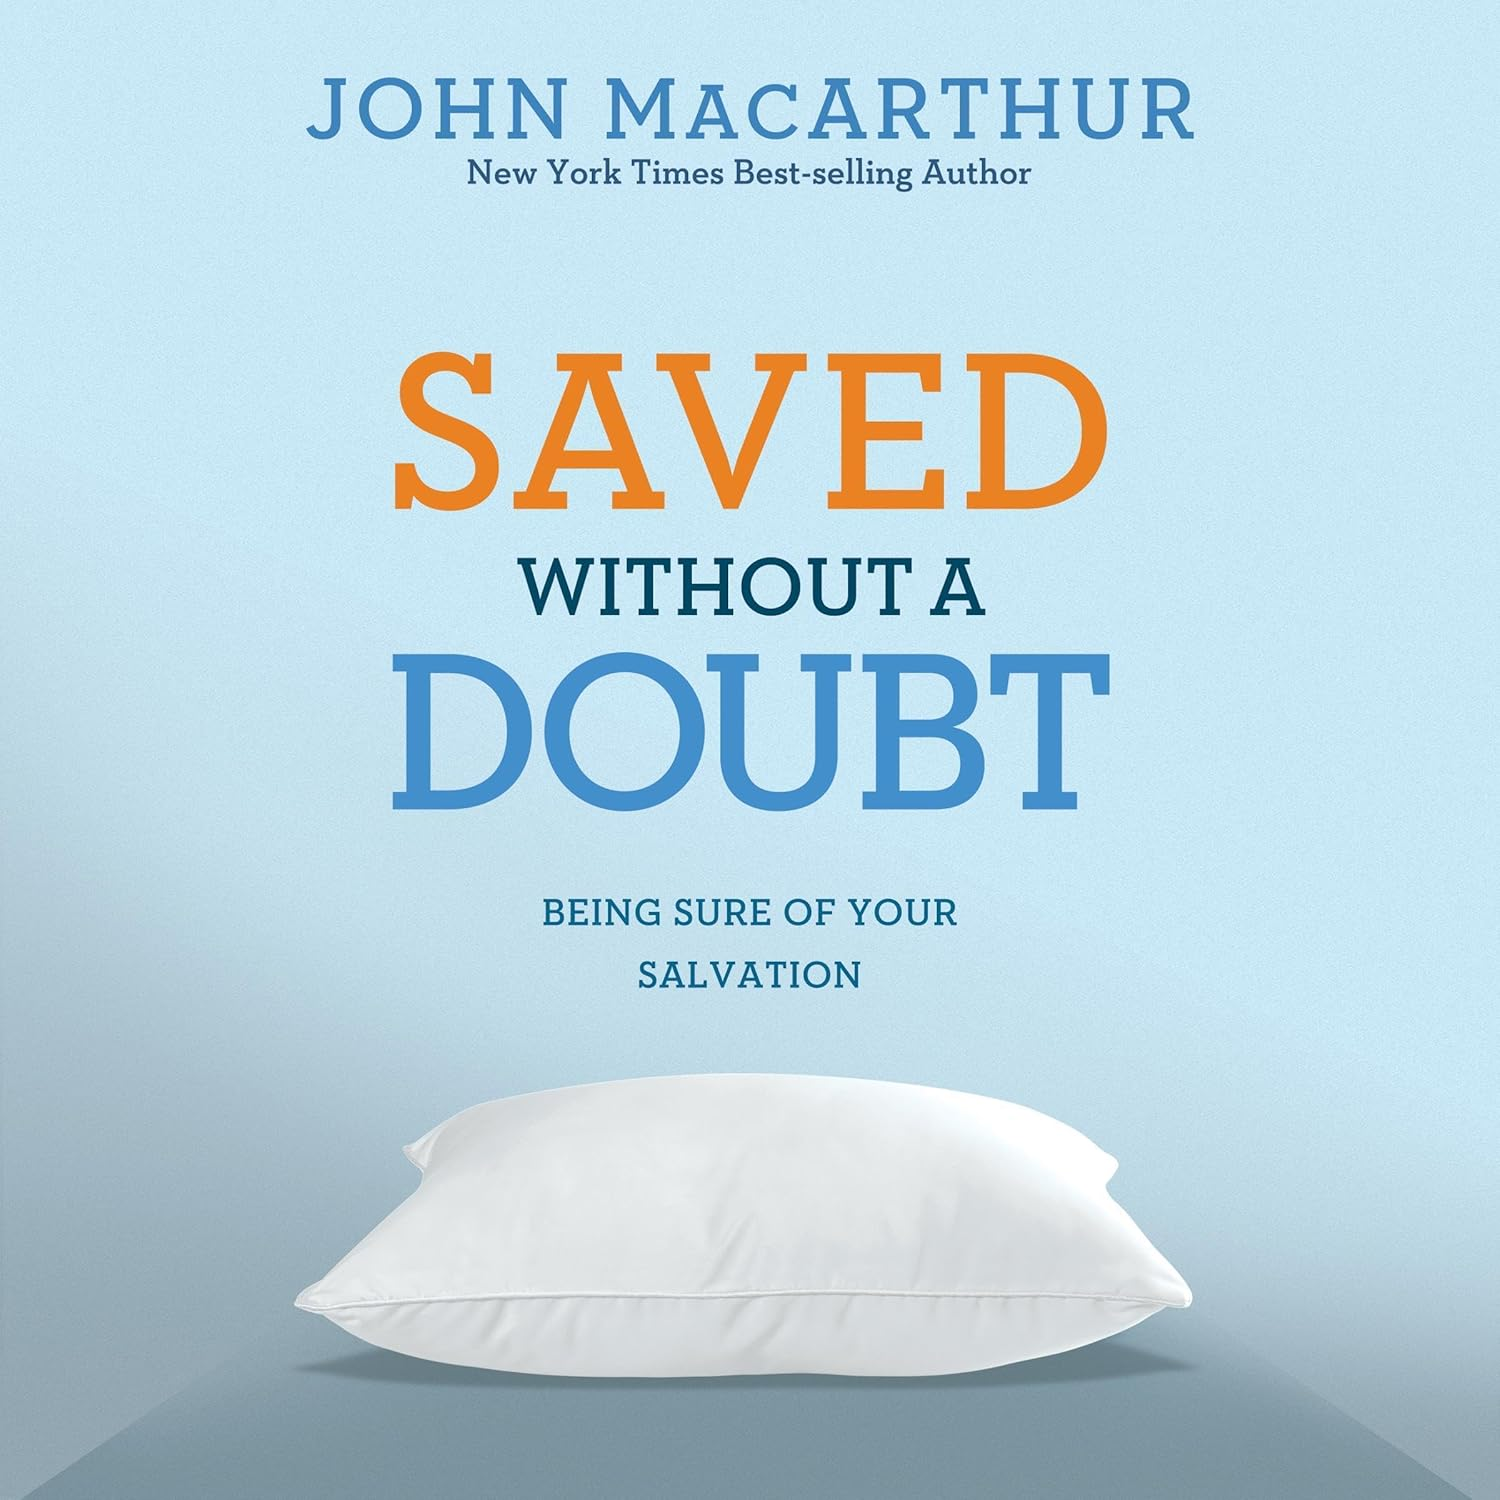 JOHN MACARTHUR
New York Times Best-selling Author
SAVED
WITHOUT A
DOUBT
BEING SURE OF YOUR
SALVATION